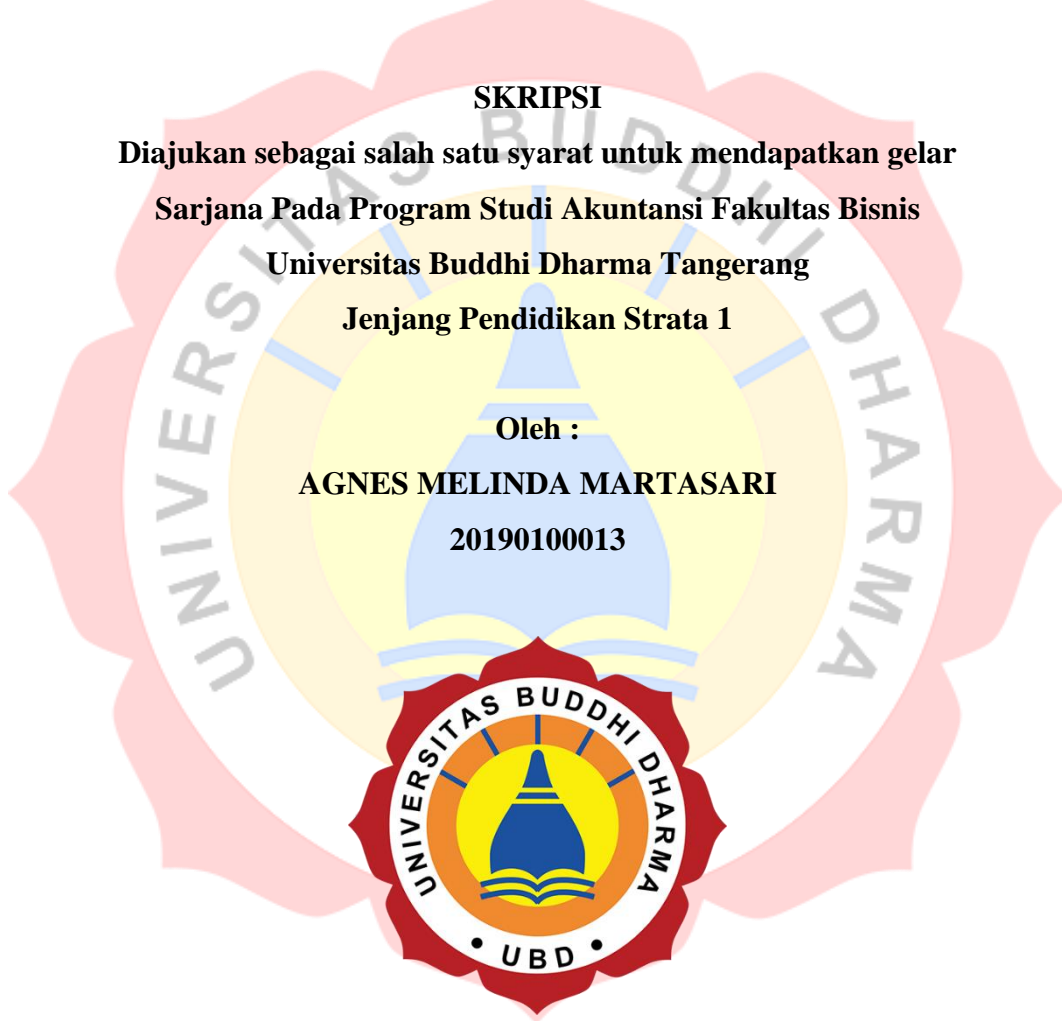 SKRIPSI
Diajukan sebagai salah satu syarat untuk mendapatkan gelar
Sarjana Pada Program Studi Akuntansi Fakultas Bisnis
Universitas Buddhi Dharma Tangerang
Jenjang Pendidikan Strata 1
Oleh :
AGNES MELINDA MARTASARI
20190100013
UNIVERSITAS BUDDHI DHARMA
UNIVERSITAS BUDDHI DHARMA
• UBD •